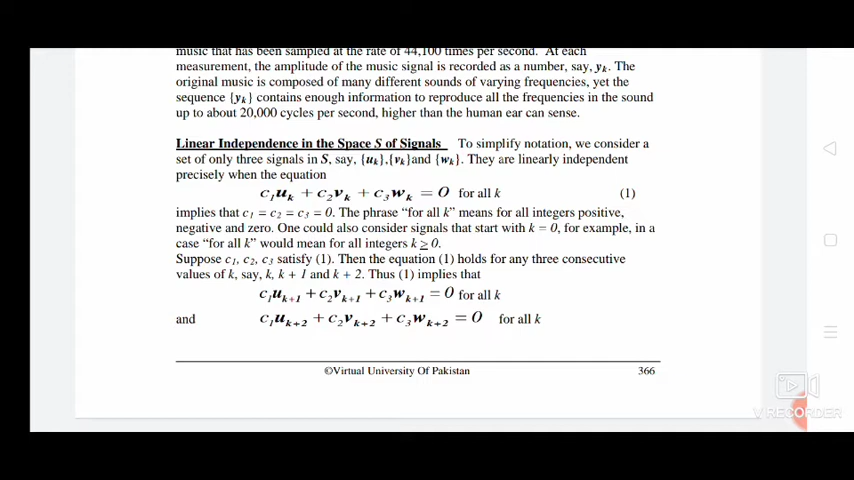 music that has been sampled at the rate of 44,100 times per second. At each
measurement, the amplitude of the music signal is recorded as a number, say, yₖ. The
original music is composed of many different sounds of varying frequencies, yet the
sequence {yₖ} contains enough information to reproduce all the frequencies in the sound
up to about 20,000 cycles per second, higher than the human ear can sense.
Linear Independence in the Space S of Signals To simplify notation, we consider a
set of only three signals in S, say, {uₖ},{vₖ}and {wₖ}. They are linearly independent
precisely when the equation
c₁uₖ + c₂vₖ + c₃wₖ = 0 for all k (1)
implies that c₁ = c₂ = c₃ = 0. The phrase “for all k” means for all integers positive,
negative and zero. One could also consider signals that start with k = 0, for example, in a
case “for all k” would mean for all integers k ≥ 0.
Suppose c₁, c₂, c₃ satisfy (1). Then the equation (1) holds for any three consecutive
values of k, say, k, k + 1 and k + 2. Thus (1) implies that
c₁uₖ₊₁ + c₂vₖ₊₁ + c₃wₖ₊₁ = 0 for all k
and c₁uₖ₊₂ + c₂vₖ₊₂ + c₃wₖ₊₂ = 0 for all k
©Virtual University Of Pakistan 366
V RECORDER